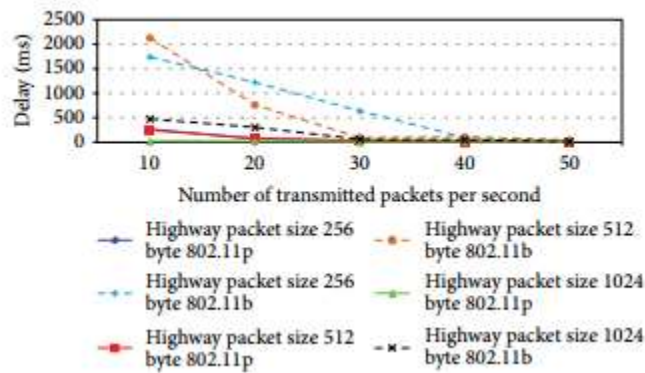 2500
2000
1500
1000
500
0
Delay (ms)
10 20 30 40 50
Number of transmitted packets per second
Highway packet size 256
byte 802.11p
Highway packet size 256
byte 802.11b
Highway packet size 512
byte 802.11p
Highway packet size 512
byte 802.11b
Highway packet size 1024
byte 802.11p
Highway packet size 1024
byte 802.11b